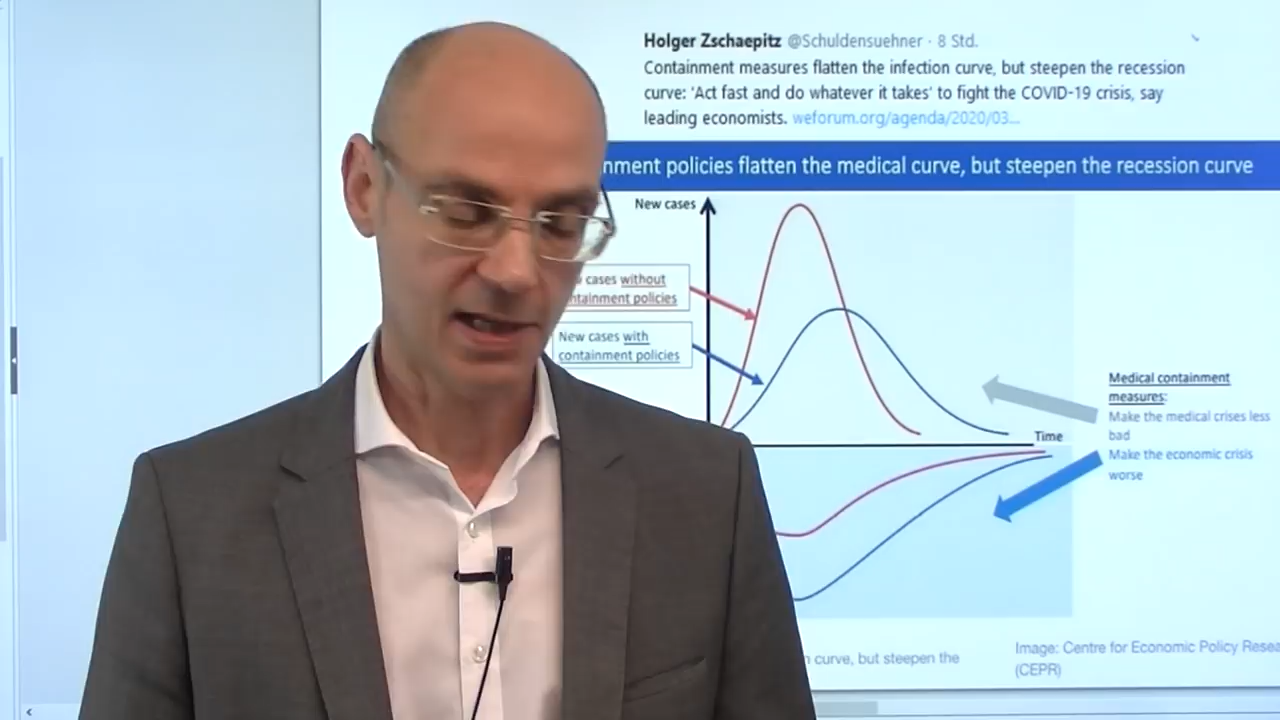 Holger Zschaepitz @Schuldensuehner · 8 Std.
Containment measures flatten the infection curve, but steepen the recession
curve: 'Act fast and do whatever it takes' to fight the COVID-19 crisis, say
leading economists. weforum.org/agenda/2020/03...
policies flatten the medical curve, but steepen the recession curve
New cases
cases without
policies
New cases with
containment policies
Medical containment
measures:
Make the medical crises less
bad
Make the economic crisis
worse
Time
curve, but steepen the
Image: Centre for Economic Policy
(CEPR)